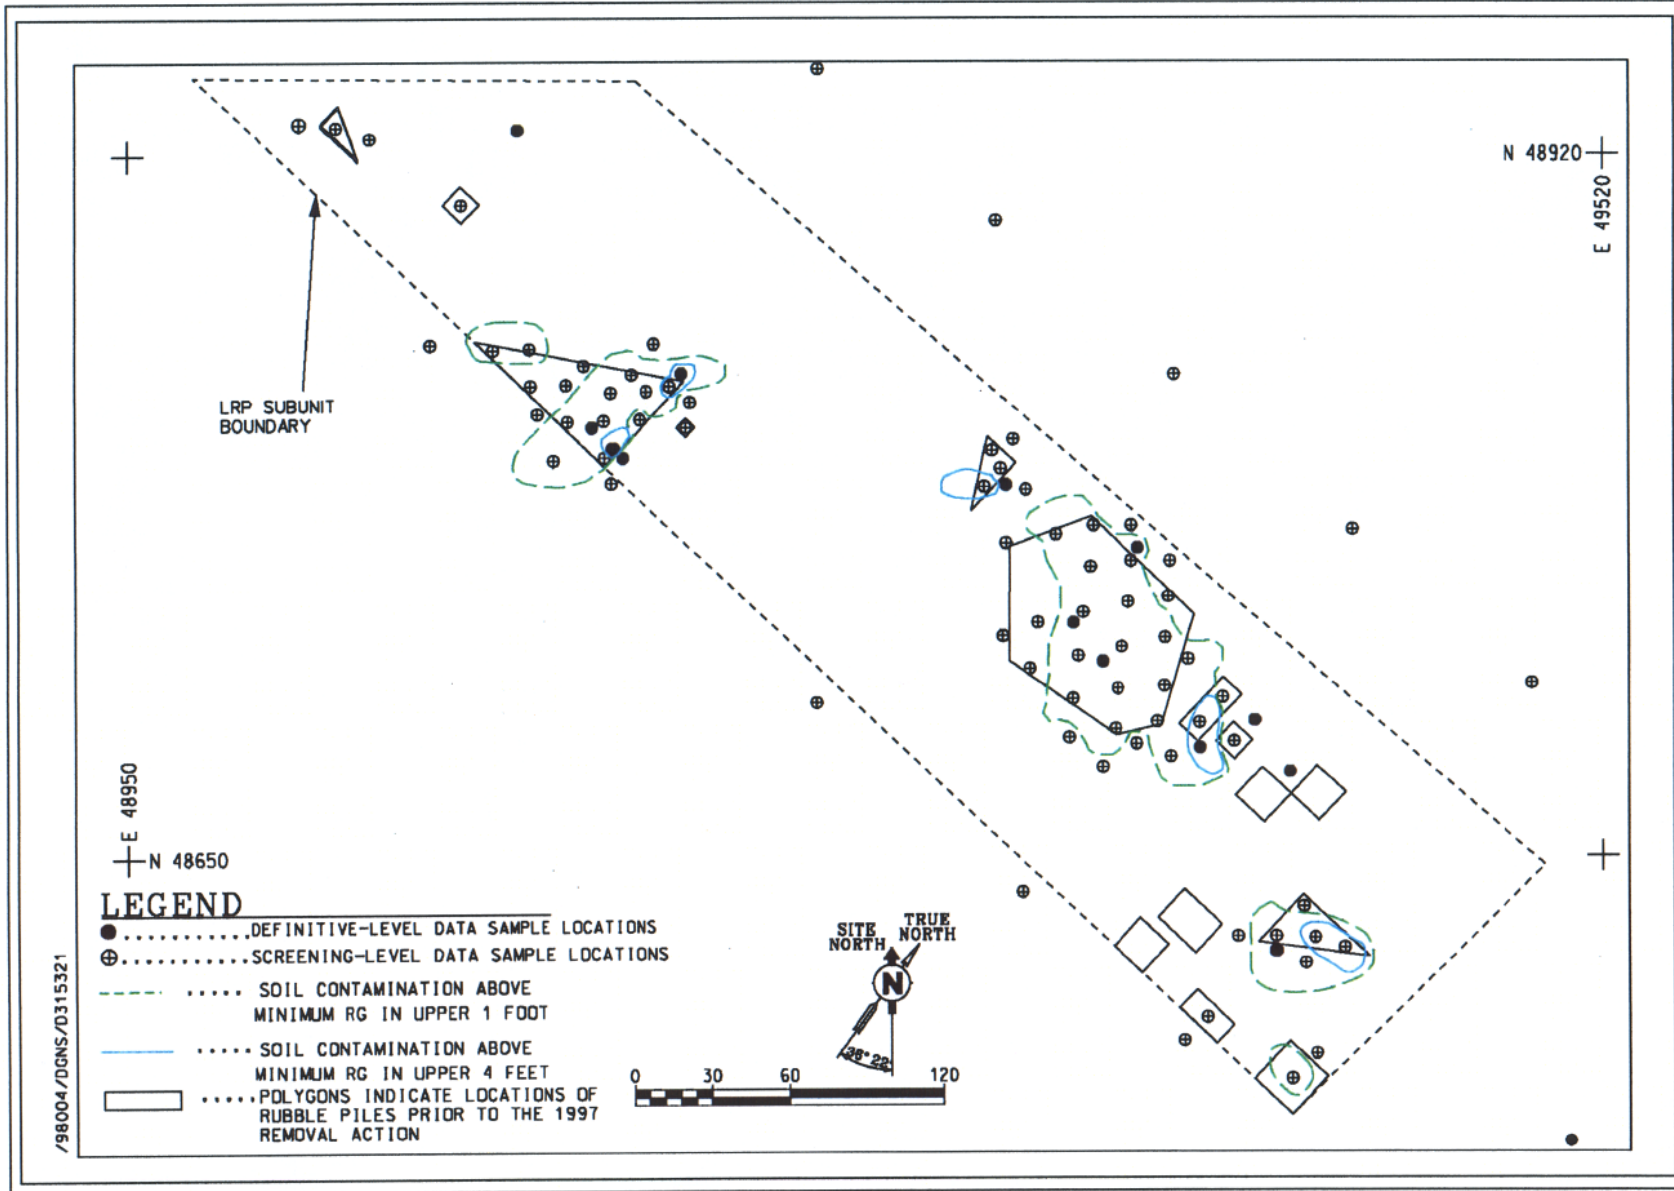 N 48920
E 49520
LRP SUBUNIT
BOUNDARY
E 48950
N 48650
LEGEND
DEFINITIVE-LEVEL DATA SAMPLE LOCATIONS
SCREENING-LEVEL DATA SAMPLE LOCATIONS
SOIL CONTAMINATION ABOVE
MINIMUM RG IN UPPER 1 FOOT
SOIL CONTAMINATION ABOVE
MINIMUM RG IN UPPER 4 FEET
POLYGONS INDICATE LOCATIONS OF
RUBBLE PILES PRIOR TO THE 1997
REMOVAL ACTION
SITE
NORTH
TRUE
NORTH
N
36° 22'
0 30 60 120
/98004/DGNS/D315321